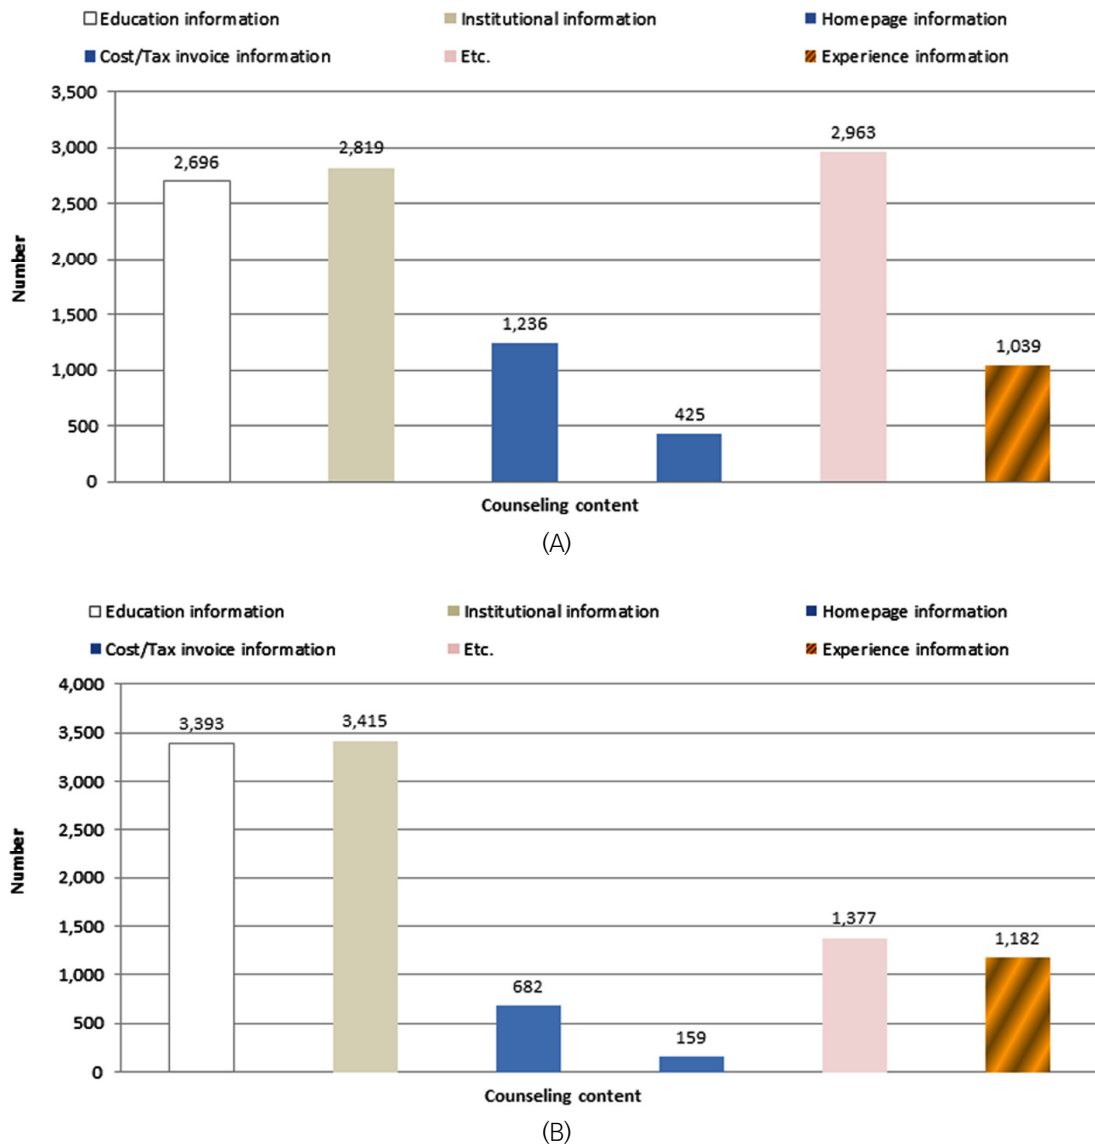 Education information Institutional information Homepage information
Cost/Tax invoice information Etc. Experience information
3,500
3,000
2,500
2,000
1,500
1,000
500
0
Number
2,696 2,819 1,236 425 2,963 1,039
Counseling content
(A)
Education information Institutional information Homepage information
Cost/Tax invoice information Etc. Experience information
4,000
3,500
3,000
2,500
2,000
1,500
1,000
500
0
Number
3,393 3,415 682 159 1,377 1,182
Counseling content
(B)